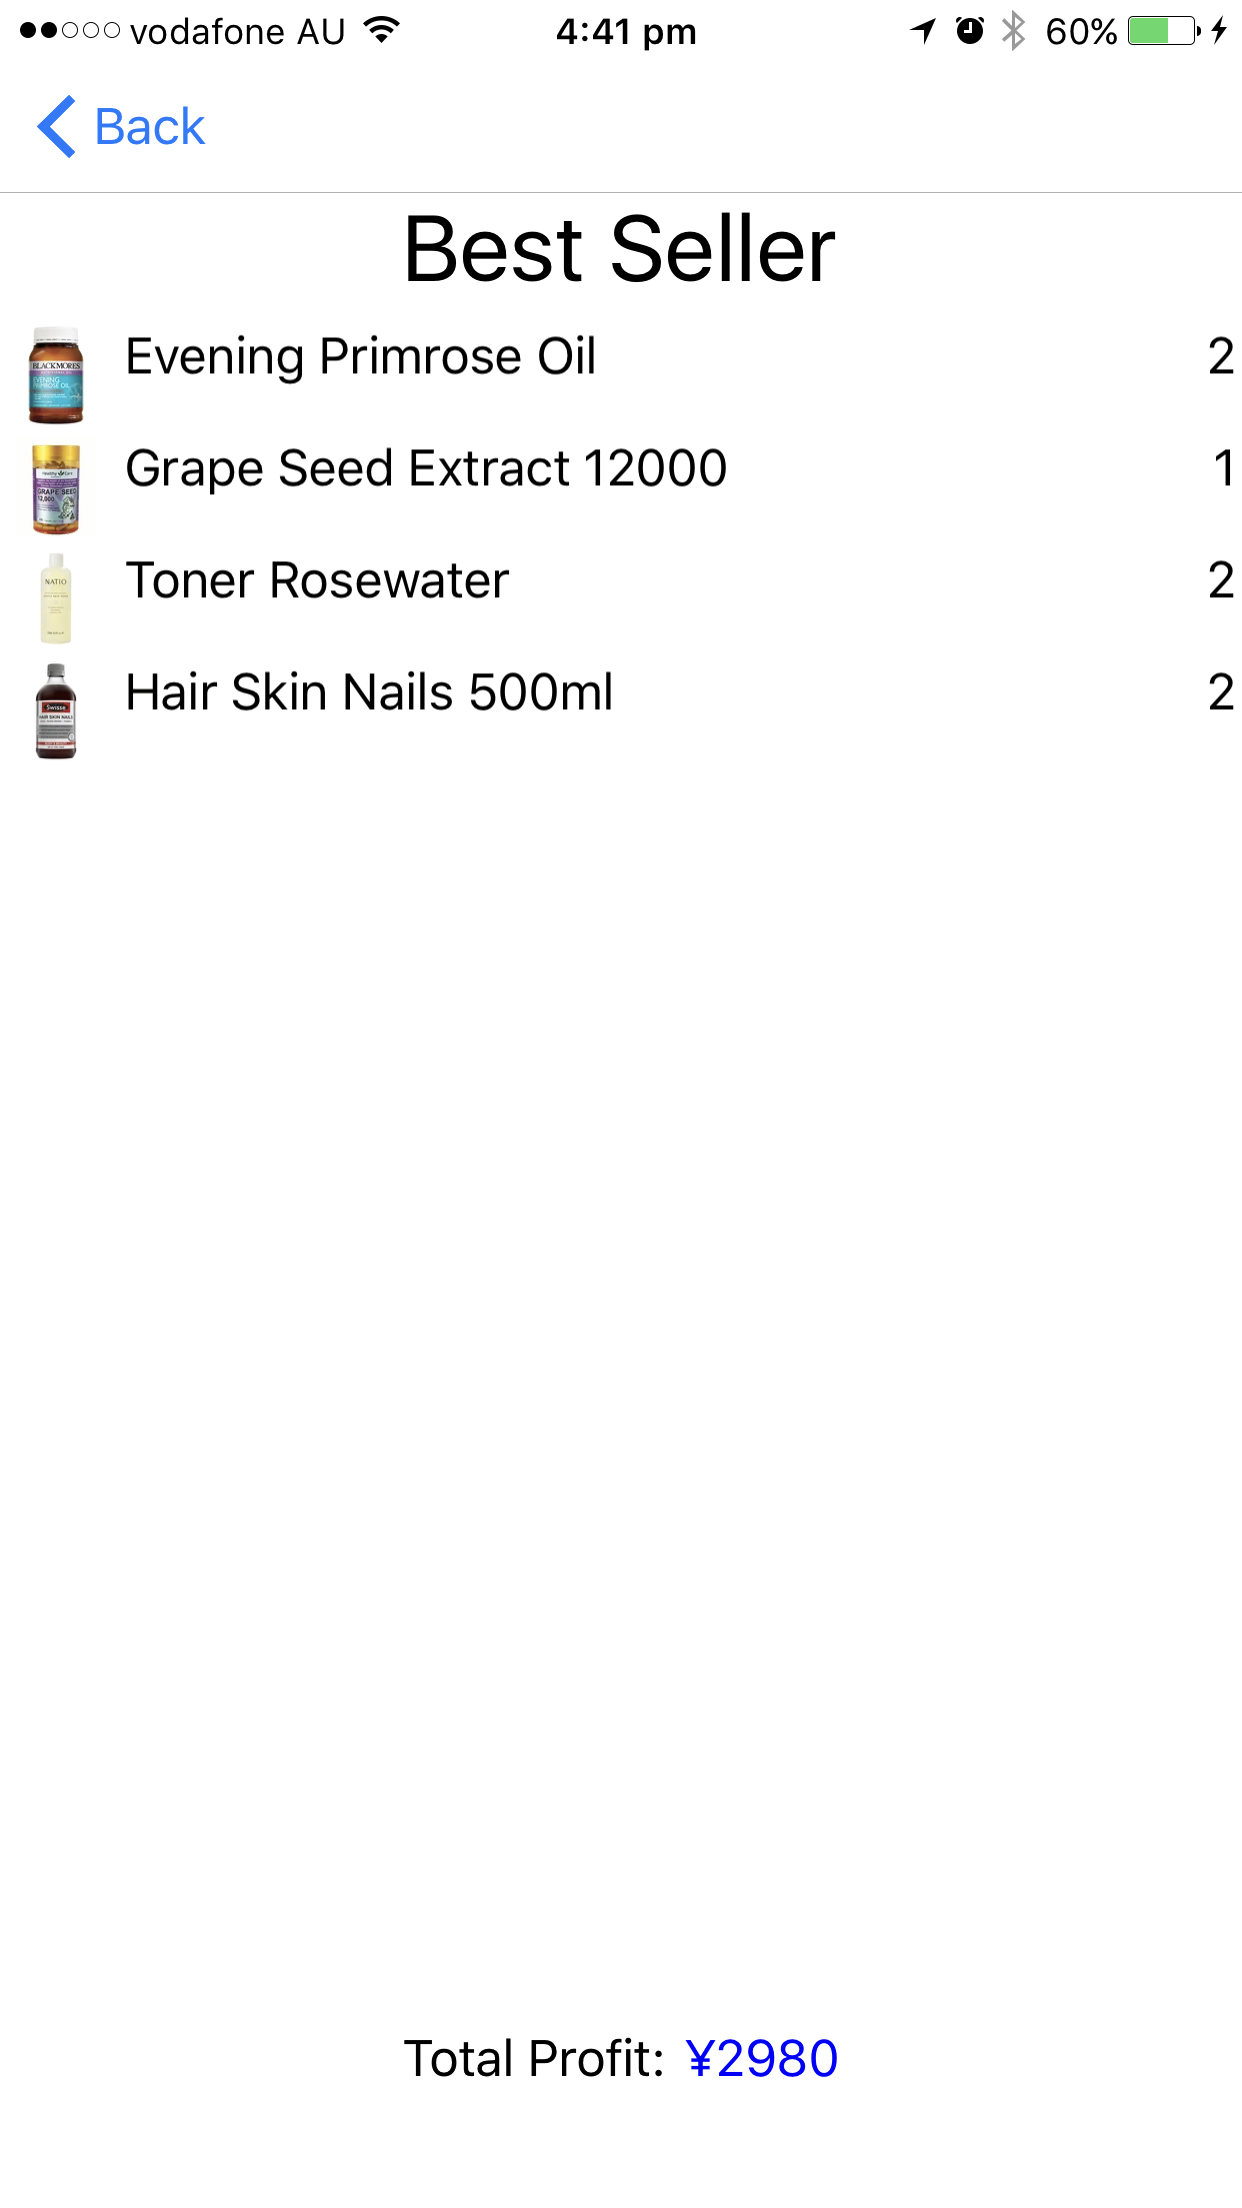 vodafone AU 4:41 pm 60%
Back
Best Seller
BLACKMORES
EVENING
PRIMROSE OIL
Evening Primrose Oil 2
Healthy Care
GRAPE SEED
12,000
Grape Seed Extract 12000 1
NATIO
Toner Rosewater 2
Swisse
HAIR SKIN NAILS
Hair Skin Nails 500ml 2
Total Profit: ¥2980